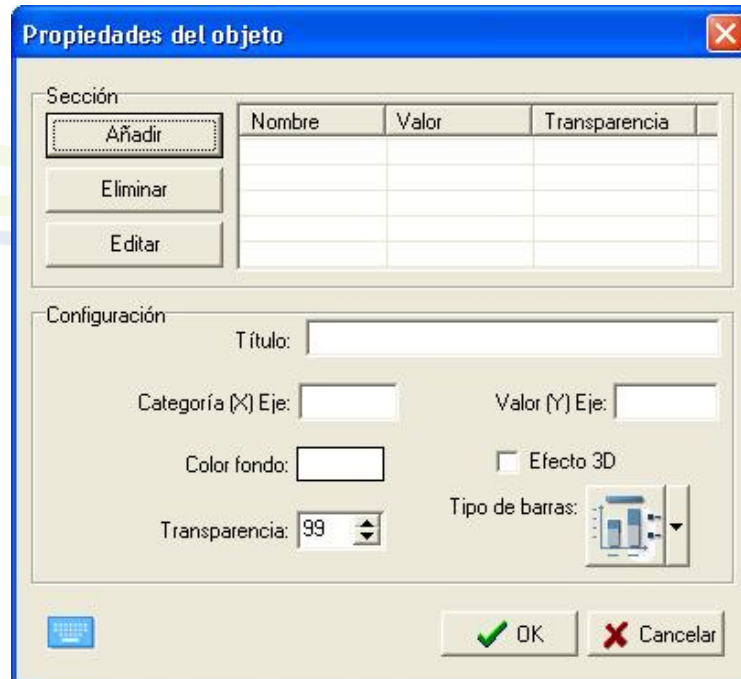 Propiedades del objeto
Sección
Añadir
Nombre Valor Transparencia
Eliminar
Editar
Configuración
Título:
Categoría (X) Eje: Valor (Y) Eje:
Color fondo: Efecto 3D
Transparencia: 99 Tipo de barras:
OK Cancelar